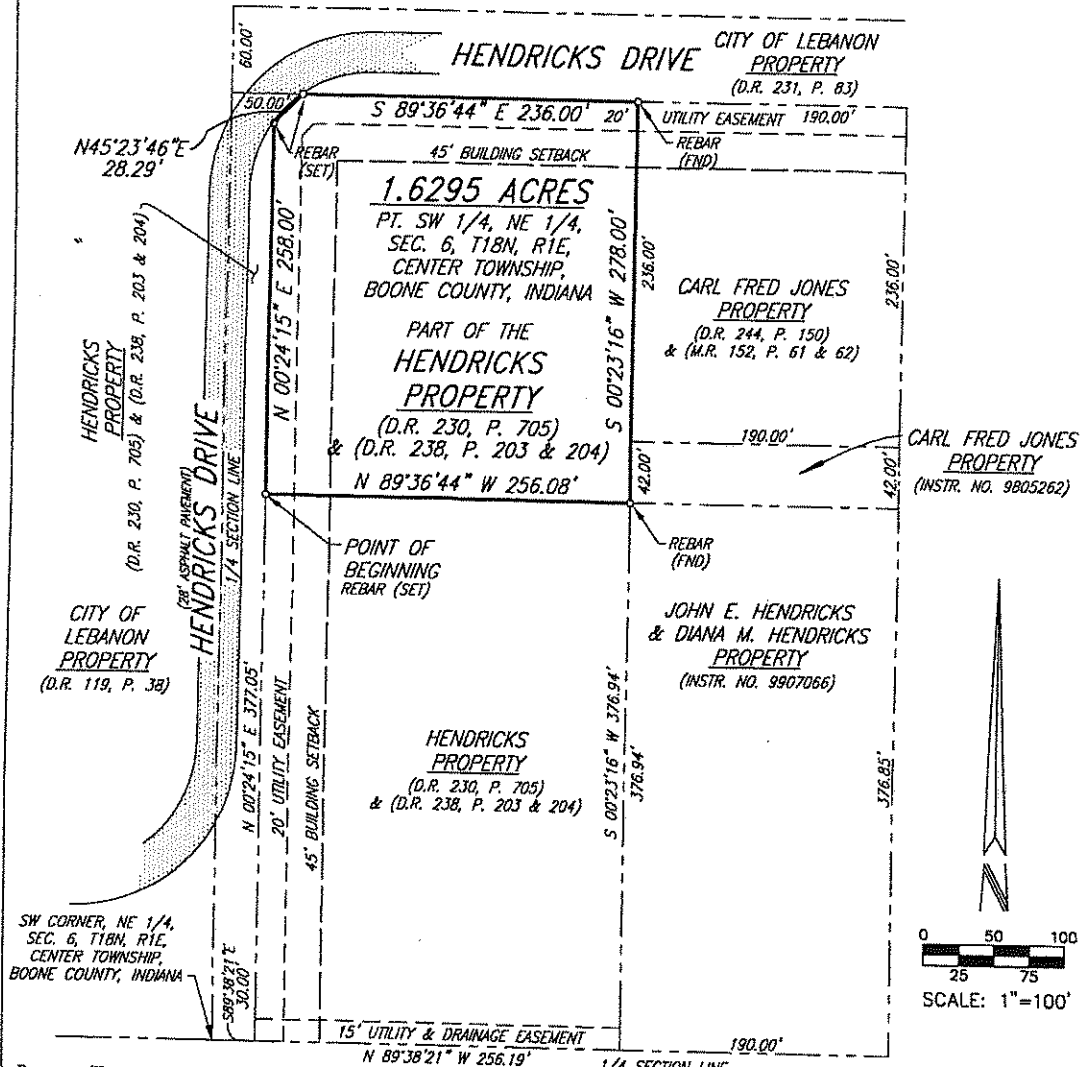 60.00'
HENDRICKS DRIVE
CITY OF LEBANON
PROPERTY
(D.R. 231, P. 83)
50.00'
S 89°36'44" E 236.00'
20'
UTILITY EASEMENT
190.00'
N45°23'46"E
28.29'
REBAR
(SET)
REBAR
(FND)
45' BUILDING SETBACK
1.6295 ACRES
PT. SW 1/4, NE 1/4,
SEC. 6, T18N, R1E,
CENTER TOWNSHIP,
BOONE COUNTY, INDIANA
PART OF THE
HENDRICKS
PROPERTY
(D.R. 230, P. 705)
& (D.R. 238, P. 203 & 204)
N 00°24'15" E 258.00'
S 00°23'16" W 278.00'
236.00'
CARL FRED JONES
PROPERTY
(D.R. 244, P. 150)
& (M.R. 152, P. 61 & 62)
236.00'
HENDRICKS
PROPERTY
(D.R. 230, P. 705) & (D.R. 238, P. 203 & 204)
190.00'
CARL FRED JONES
PROPERTY
(INSTR. NO. 9805262)
42.00'
42.00'
N 89°36'44" W 256.08'
POINT OF
BEGINNING
REBAR (SET)
REBAR
(FND)
HENDRICKS DRIVE
(28' ASPHALT PAVEMENT)
1/4 SECTION LINE
CITY OF
LEBANON
PROPERTY
(D.R. 119, P. 38)
JOHN E. HENDRICKS
& DIANA M. HENDRICKS
PROPERTY
(INSTR. NO. 9907066)
N 00°24'15" E 377.05'
20' UTILITY EASEMENT
45' BUILDING SETBACK
HENDRICKS
PROPERTY
(D.R. 230, P. 705)
& (D.R. 238, P. 203 & 204)
S 00°23'16" W 376.94'
376.94'
376.85'
N
0 50 100
25 75
SCALE: 1"=100'
SW CORNER, NE 1/4,
SEC. 6, T18N, R1E,
CENTER TOWNSHIP,
BOONE COUNTY, INDIANA
S89°38'21"E
30.00'
15' UTILITY & DRAINAGE EASEMENT
190.00'
N 89°38'21" W 256.19'
1/4 SECTION LINE